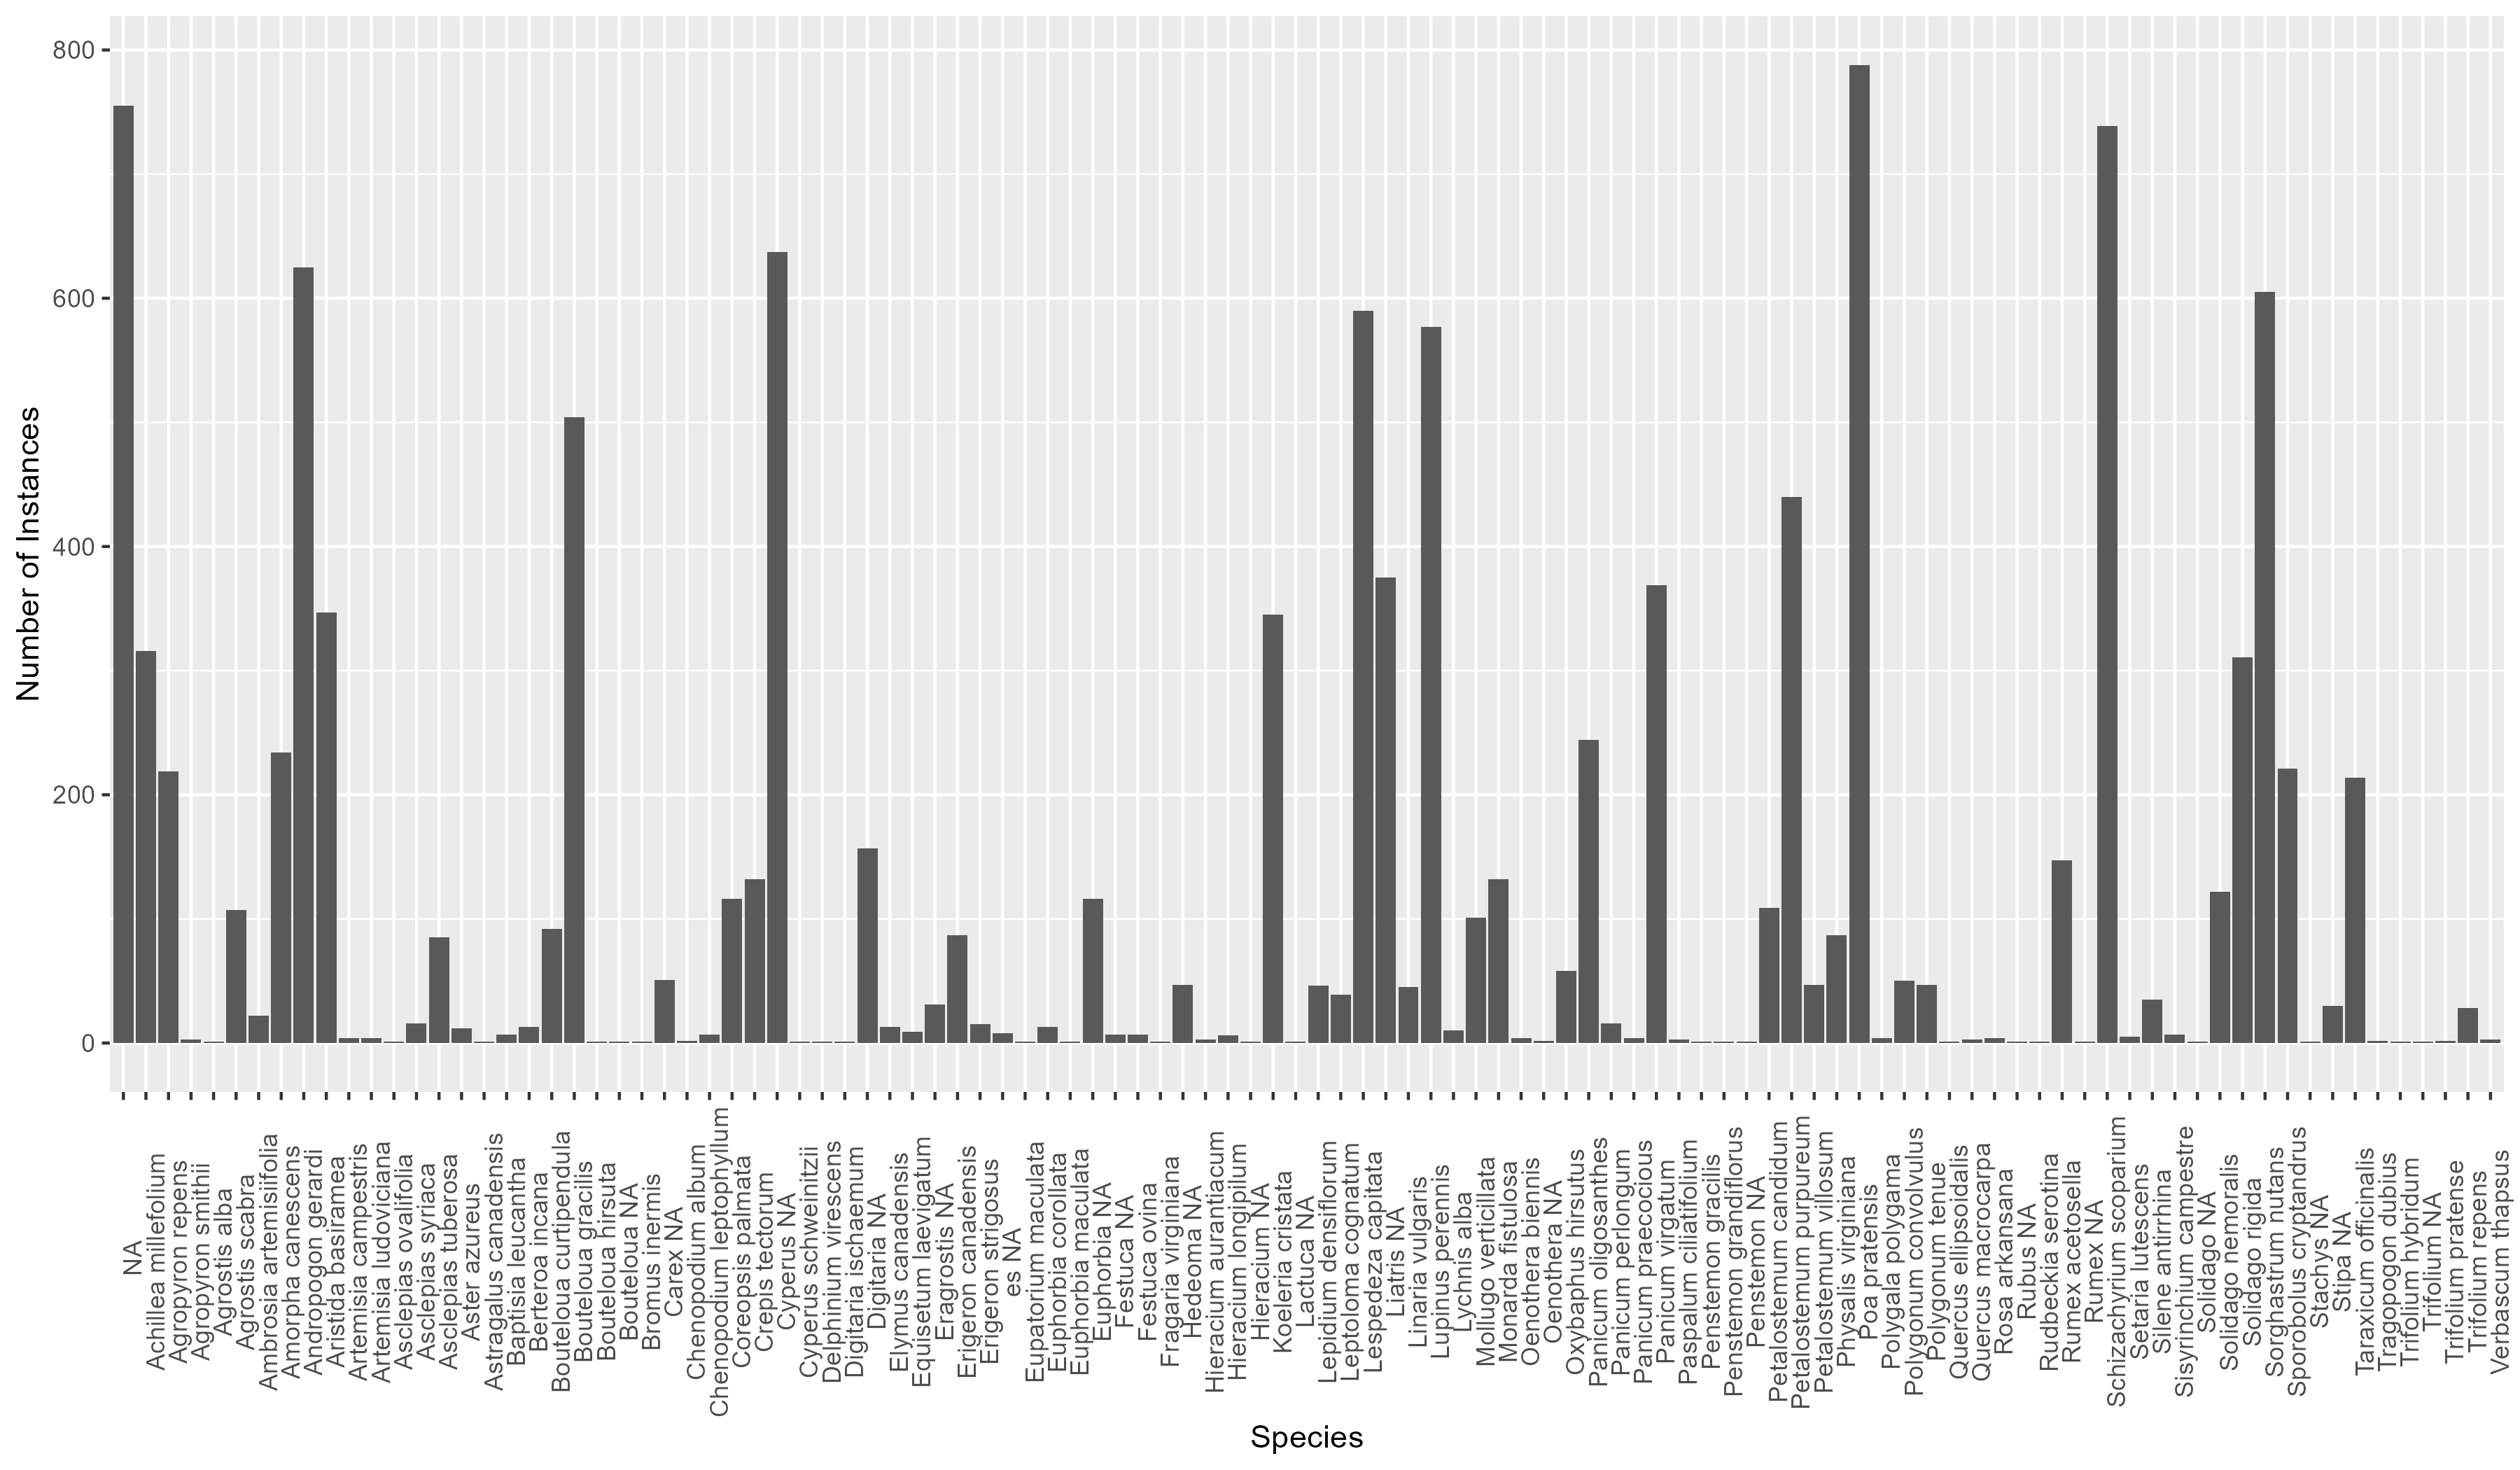 800
600
400
200
0
Number of Instances
NA
Achillea millefolium
Agropyron repens
Agropyron smithii
Agrostis alba
Agrostis scabra
Ambrosia artemisiifolia
Amorpha canescens
Andropogon gerardi
Aristida basiramea
Artemisia campestris
Artemisia ludoviciana
Asclepias ovalifolia
Asclepias syriaca
Asclepias tuberosa
Aster azureus
Astragalus canadensis
Baptisia leucantha
Berteroa incana
Bouteloua curtipendula
Bouteloua gracilis
Bouteloua hirsuta
Bouteloua NA
Bromus inermis
Carex NA
Chenopodium album
Chenopodium leptophyllum
Coreopsis palmata
Crepis tectorum
Cyperus NA
Cyperus schweinitzii
Delphinium virescens
Digitaria ischaemum
Digitaria NA
Elymus canadensis
Equisetum laevigatum
Eragrostis NA
Erigeron canadensis
Erigeron strigosus
es NA
Eupatorium maculata
Euphorbia corollata
Euphorbia maculata
Euphorbia NA
Festuca NA
Festuca ovina
Fragaria virginiana
Hedeoma NA
Hieracium aurantiacum
Hieracium longipilum
Hieracium NA
Koeleria cristata
Lactuca NA
Lepidium densiflorum
Leptoloma cognatum
Lespedeza capitata
Liatris NA
Linaria vulgaris
Lupinus perennis
Lychnis alba
Mollugo verticillata
Monarda fistulosa
Oenothera biennis
Oenothera NA
Oxybaphus hirsutus
Panicum oligosanthes
Panicum perlongum
Panicum praecocious
Panicum virgatum
Paspalum ciliatifolium
Penstemon gracilis
Penstemon grandiflorus
Penstemon NA
Petalostemum candidum
Petalostemum purpureum
Petalostemum villosum
Physalis virginiana
Poa pratensis
Polygala polygama
Polygonum convolvulus
Polygonum tenue
Quercus ellipsoidalis
Quercus macrocarpa
Rosa arkansana
Rubus NA
Rudbeckia serotina
Rumex acetosella
Rumex NA
Schizachyrium scoparium
Setaria lutescens
Silene antirrhina
Sisyrinchium campestre
Solidago NA
Solidago nemoralis
Solidago rigida
Sorghastrum nutans
Sporobolus cryptandrus
Stachys NA
Stipa NA
Taraxicum officinalis
Tragopogon dubius
Trifolium hybridum
Trifolium NA
Trifolium pratense
Trifolium repens
Verbascum thapsus
Species